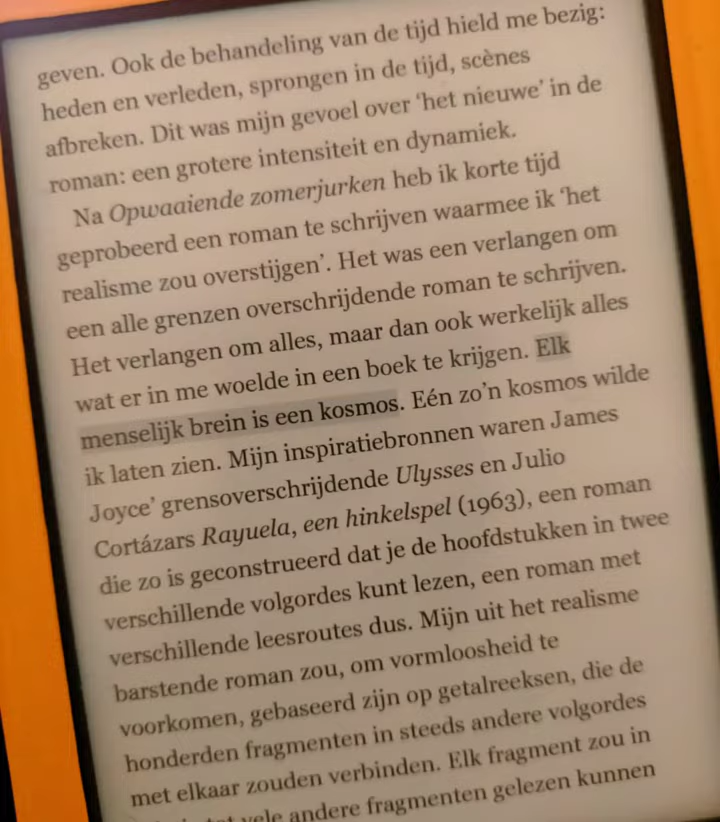 geven. Ook de behandeling van de tijd hield me bezig:
heden en verleden, sprongen in de tijd, scènes
afbreken. Dit was mijn gevoel over ‘het nieuwe’ in de
roman: een grotere intensiteit en dynamiek.
Na Opwaaiende zomerjurken heb ik korte tijd
geprobeerd een roman te schrijven waarmee ik ‘het
realisme zou overstijgen’. Het was een verlangen om
een alle grenzen overschrijdende roman te schrijven.
Het verlangen om alles, maar dan ook werkelijk alles
wat er in me woelde in een boek te krijgen. Elk
menselijk brein is een kosmos. Eén zo’n kosmos wilde
ik laten zien. Mijn inspiratiebronnen waren James
Joyce’ grensoverschrijdende Ulysses en Julio
Cortázars Rayuela, een hinkelspel (1963), een roman
die zo is geconstrueerd dat je de hoofdstukken in twee
verschillende volgordes kunt lezen, een roman met
verschillende leesroutes dus. Mijn uit het realisme
barstende roman zou, om vormloosheid te
voorkomen, gebaseerd zijn op getalreeksen, die de
honderden fragmenten in steeds andere volgordes
met elkaar zouden verbinden. Elk fragment zou in
vele andere fragmenten gelezen kunnen